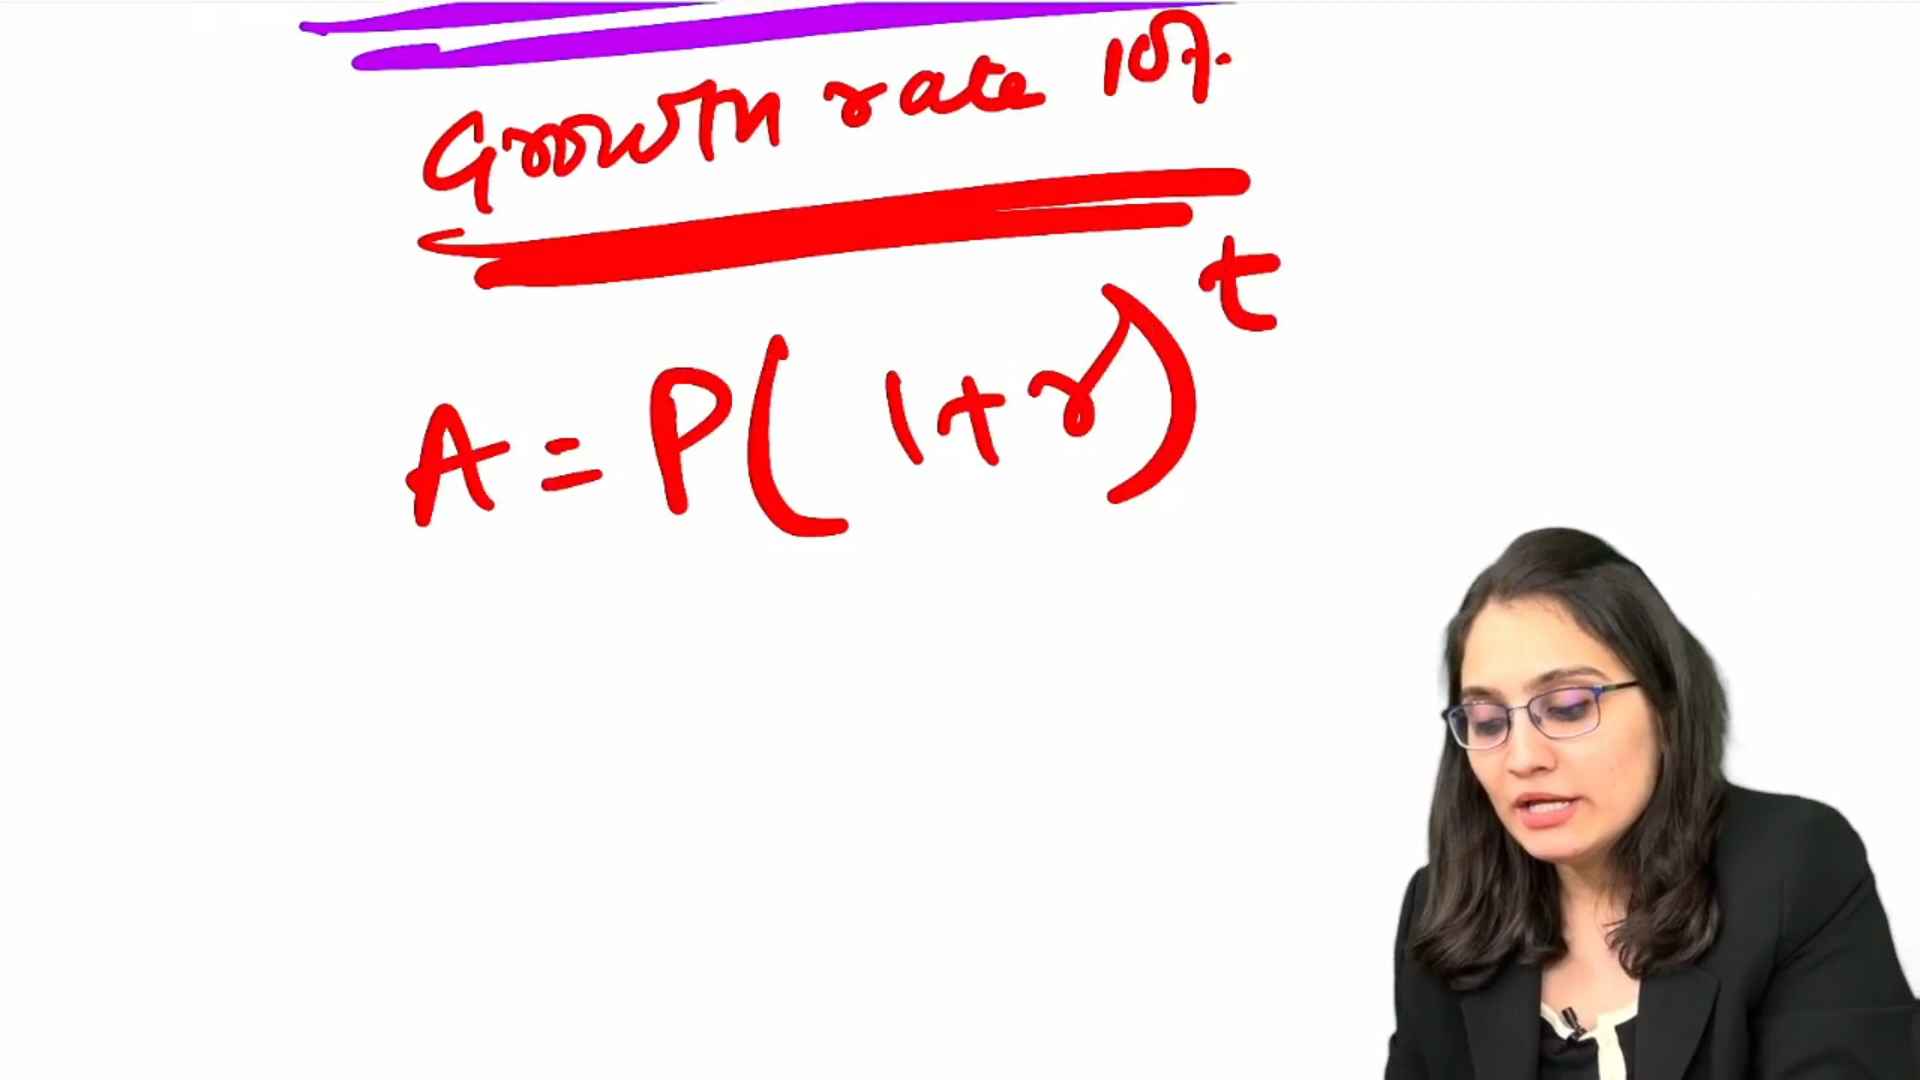 Growth rate 10%
A = P(1+r)^t